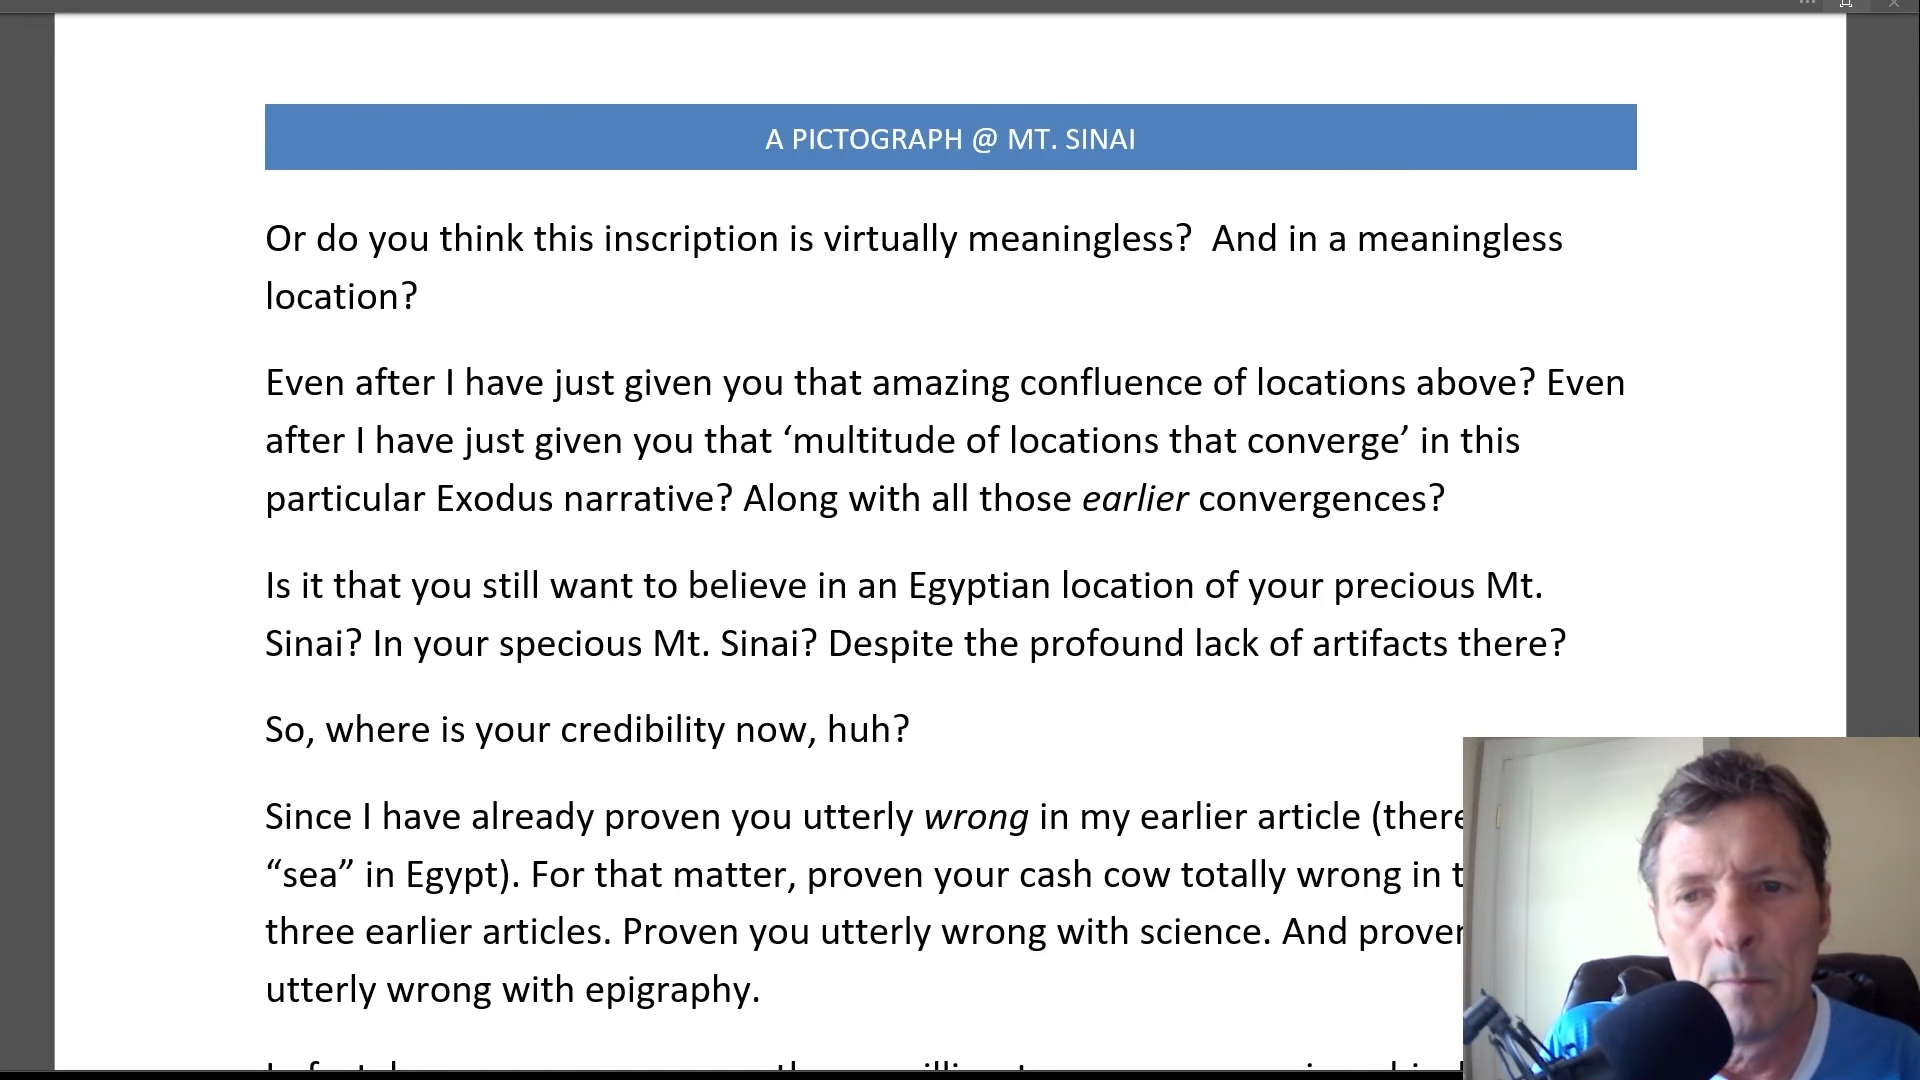 A PICTOGRAPH @ MT. SINAI
Or do you think this inscription is virtually meaningless?  And in a meaningless
location?
Even after I have just given you that amazing confluence of locations above? Even
after I have just given you that ‘multitude of locations that converge’ in this
particular Exodus narrative? Along with all those earlier convergences?
Is it that you still want to believe in an Egyptian location of your precious Mt.
Sinai? In your specious Mt. Sinai? Despite the profound lack of artifacts there?
So, where is your credibility now, huh?
Since I have already proven you utterly wrong in my earlier article (there
“sea” in Egypt). For that matter, proven your cash cow totally wrong in
three earlier articles. Proven you utterly wrong with science. And proven
utterly wrong with epigraphy.